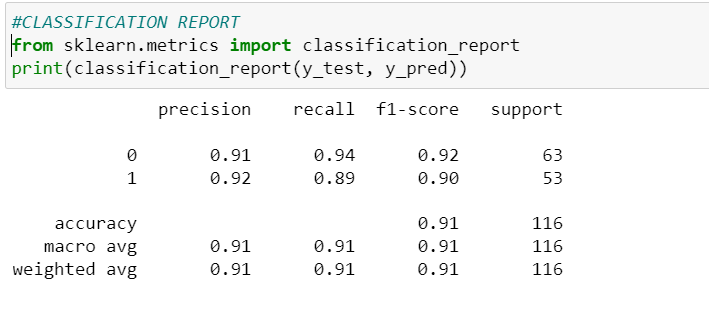 #CLASSIFICATION REPORT
from sklearn.metrics import classification_report
print(classification_report(y_test, y_pred))
precision recall f1-score support
0 0.91 0.94 0.92 63
1 0.92 0.89 0.90 53
accuracy 0.91 116
macro avg 0.91 0.91 0.91 116
weighted avg 0.91 0.91 0.91 116